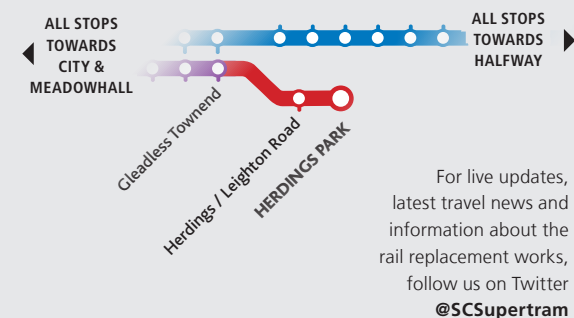 ALL STOPS
TOWARDS
CITY &
MEADOWHALL
ALL STOPS
TOWARDS
HALFWAY
Gleadless Townend
Herdings / Leighton Road
HERDINGS PARK
For live updates,
latest travel news and
information about the
rail replacement works,
follow us on Twitter
@SCSupertram